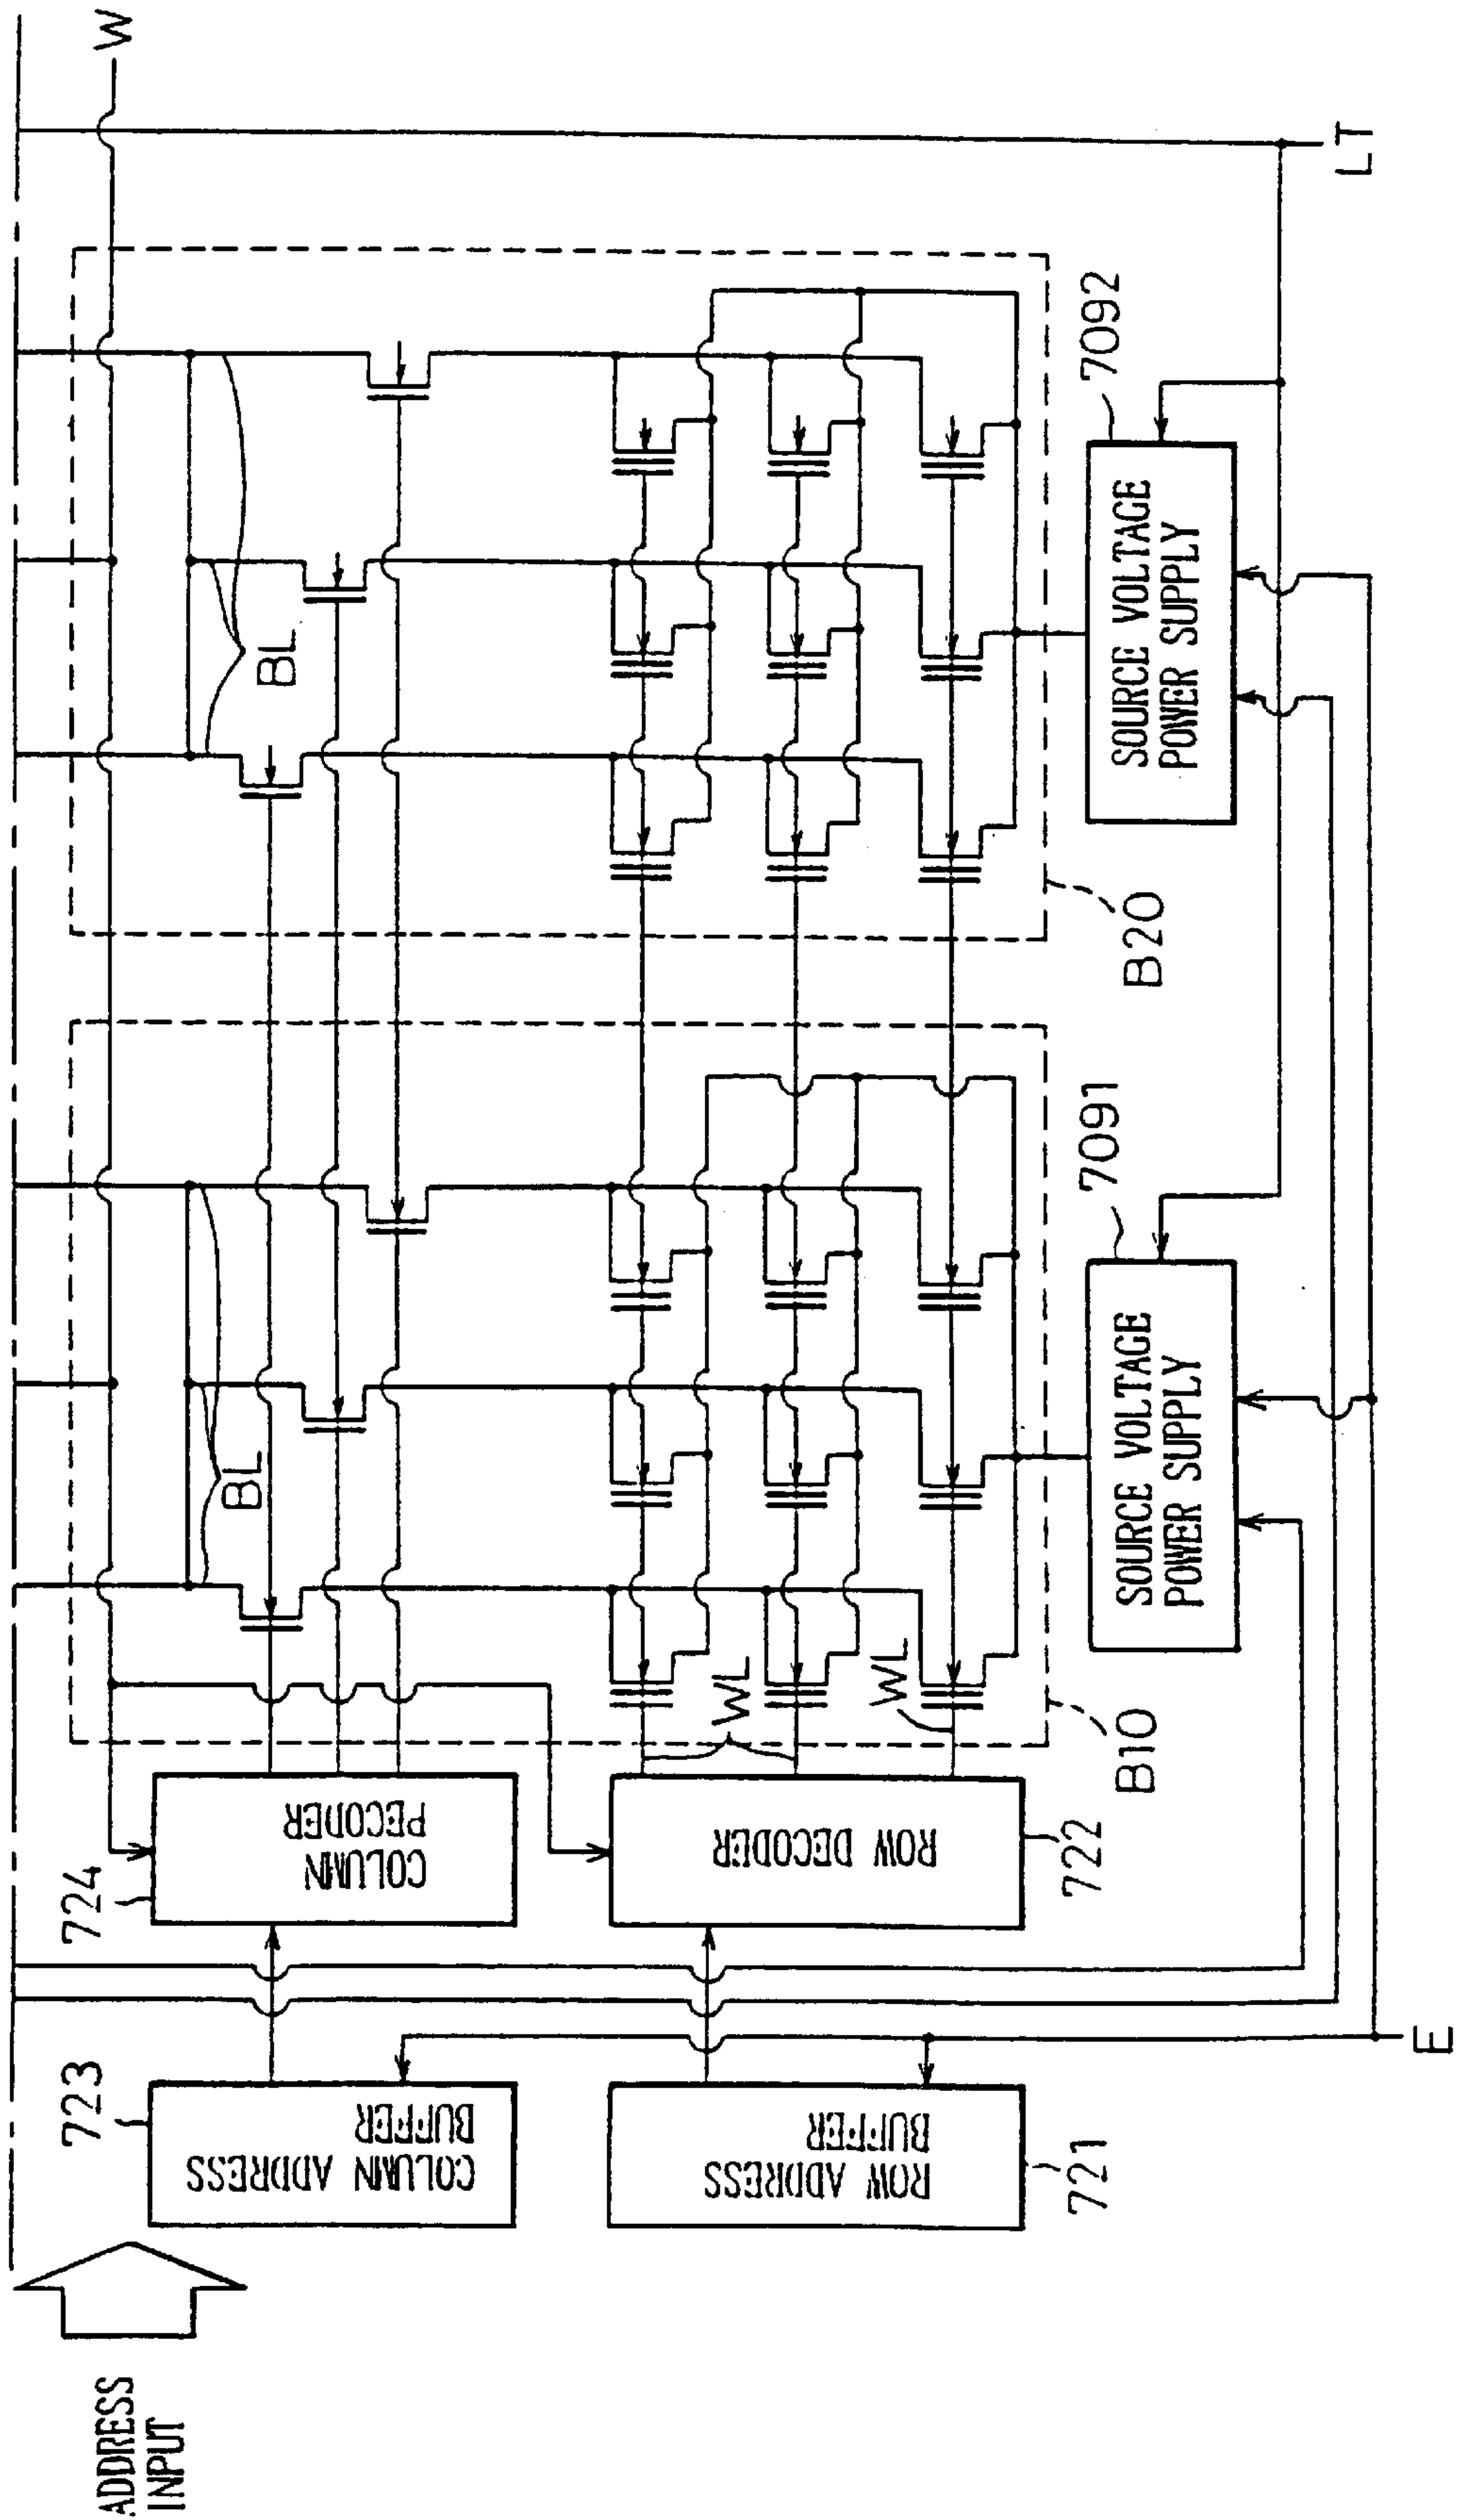 ADDRESS
INPUT
723
COLUMN ADDRESS
BUFFER
721
ROW ADDRESS
BUFFER
E
724
COLUMN
PECODER
722
ROW DECODER
B10
WL
WL
BL
7091
SOURCE VOLTAGE
POWER SUPPLY
B20
BL
7092
SOURCE VOLTAGE
POWER SUPPLY
LT
W